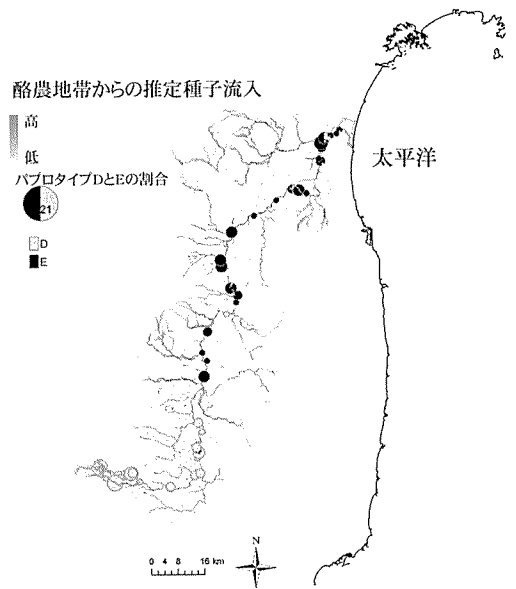 酪農地帯からの推定種子流入
高
低
パプロタイプDとEの割合
21
D
E
太平洋
N
0 4 8 16 km